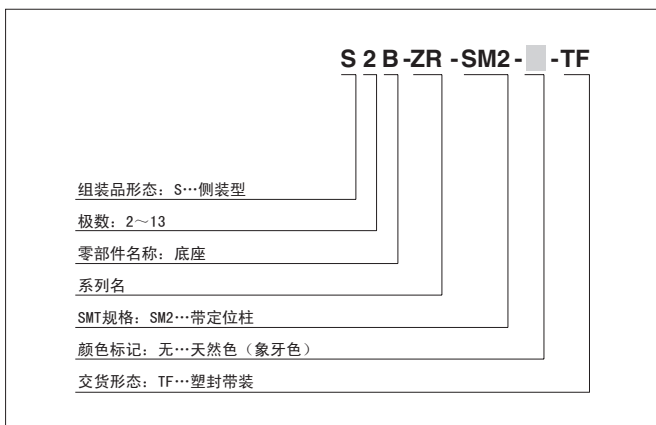 S 2 B -ZR -SM2- -TF
组装品形态：S…侧装型
极数：2～13
零部件名称：底座
系列名
SMT规格：SM2…带定位柱
颜色标记：无…天然色（象牙色）
交货形态：TF…塑封带装